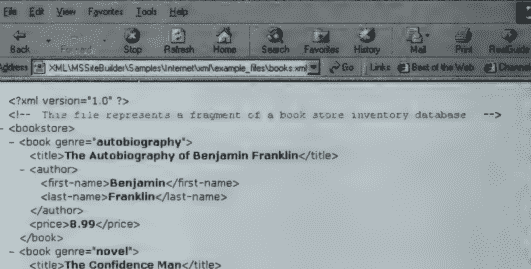 File Edit View Favorites Tools Help
Back Forward Stop Refresh Home Search Favorites History Mail Print RealGuide
Address XML\MSSiteBuilder\Samples\Internet\xml\example_files\books.xml Go Links Best of the Web Channel
<?xml version="1.0" ?>
<!-- This file represents a fragment of a book store inventory database -->
- <bookstore>
- <book genre="autobiography">
<title>The Autobiography of Benjamin Franklin</title>
- <author>
<first-name>Benjamin</first-name>
<last-name>Franklin</last-name>
</author>
<price>8.99</price>
</book>
- <book genre="novel">
<title>The Confidence Man</title>